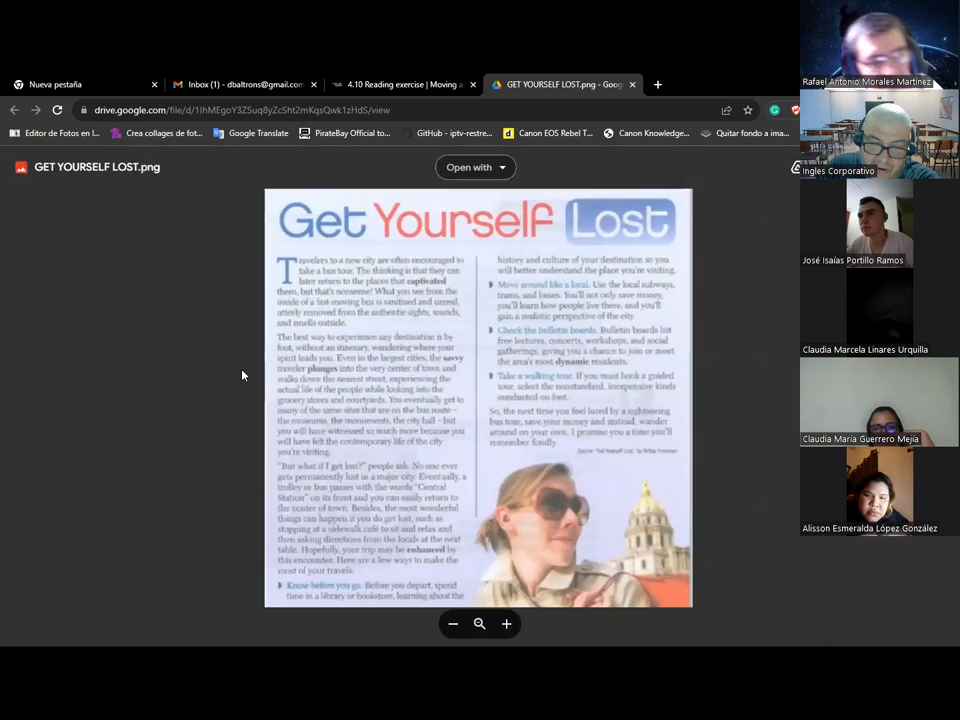 Nueva pestaña
Inbox (1) - dbaltrons@gmail.com
4.10 Reading exercise | Moving a
GET YOURSELF LOST.png - Goog
drive.google.com/file/d/1IhMEgoY3ZSuq8yZcSht2mKqsQwk1zHdS/view
Editor de Fotos en l...
Crea collages de fot...
Google Translate
PirateBay Official to...
GitHub - iptv-restre...
Canon EOS Rebel T...
Canon Knowledge...
Quitar fondo a ima...
GET YOURSELF LOST.png
Open with
Get Yourself Lost
Travelers to a new city are often encouraged to
take a bus tour. The thinking is that they can
later return to the places that captivated
them, but that's nonsense! What you see from the
inside of a fast-moving bus is sanitized and unreal,
utterly removed from the authentic sights, sounds,
and smells outside.
The best way to experience any destination is by
foot, without an itinerary, wandering where your
spirit leads you. Even in the largest cities, the savvy
traveler plunges into the very center of town and
walks down the nearest street, experiencing the
actual life of the people while looking into the
grocery stores and courtyards. You eventually get to
many of the same sites that are on the bus route –
the museums, the monuments, the city hall – but
you will have witnessed so much more because you
will have felt the contemporary life of the city
you're visiting.
"But what if I get lost?" people ask. No one ever
gets permanently lost in a major city. Eventually, a
trolley or bus passes with the words "Central
Station" on its front and you can easily return to
the center of town. Besides, the most wonderful
things can happen if you do get lost, such as
stopping at a sidewalk café to sit and relax and
then asking directions from the locals at the next
table. Hopefully, your trip may be enhanced by
this encounter. Here are a few ways to make the
most of your travels:
Know before you go. Before you depart, spend
time in a library or bookstore, learning about the
history and culture of your destination so you
will better understand the place you're visiting.
Move around like a local. Use the local subways,
trams, and buses. You'll not only save money,
you'll learn how people live there, and you'll
gain a realistic perspective of the city.
Check the bulletin boards. Bulletin boards list
free lectures, concerts, workshops, and social
gatherings, giving you a chance to join or meet
the area's most dynamic residents.
Take a walking tour. If you must book a guided
tour, select the nonstandard, inexpensive kinds
conducted on foot.
So, the next time you feel lured by a sightseeing
bus tour, save your money and instead, wander
around on your own. I promise you a time you'll
remember fondly.
Source: "Get Yourself Lost," by Arthur Frommer
Rafael Antonio Morales Martinez
Ingles Corporativo
José Isaías Portillo Ramos
Claudia Marcela Linares Urquilla
Claudia María Guerrero Mejía
Alisson Esmeralda López González